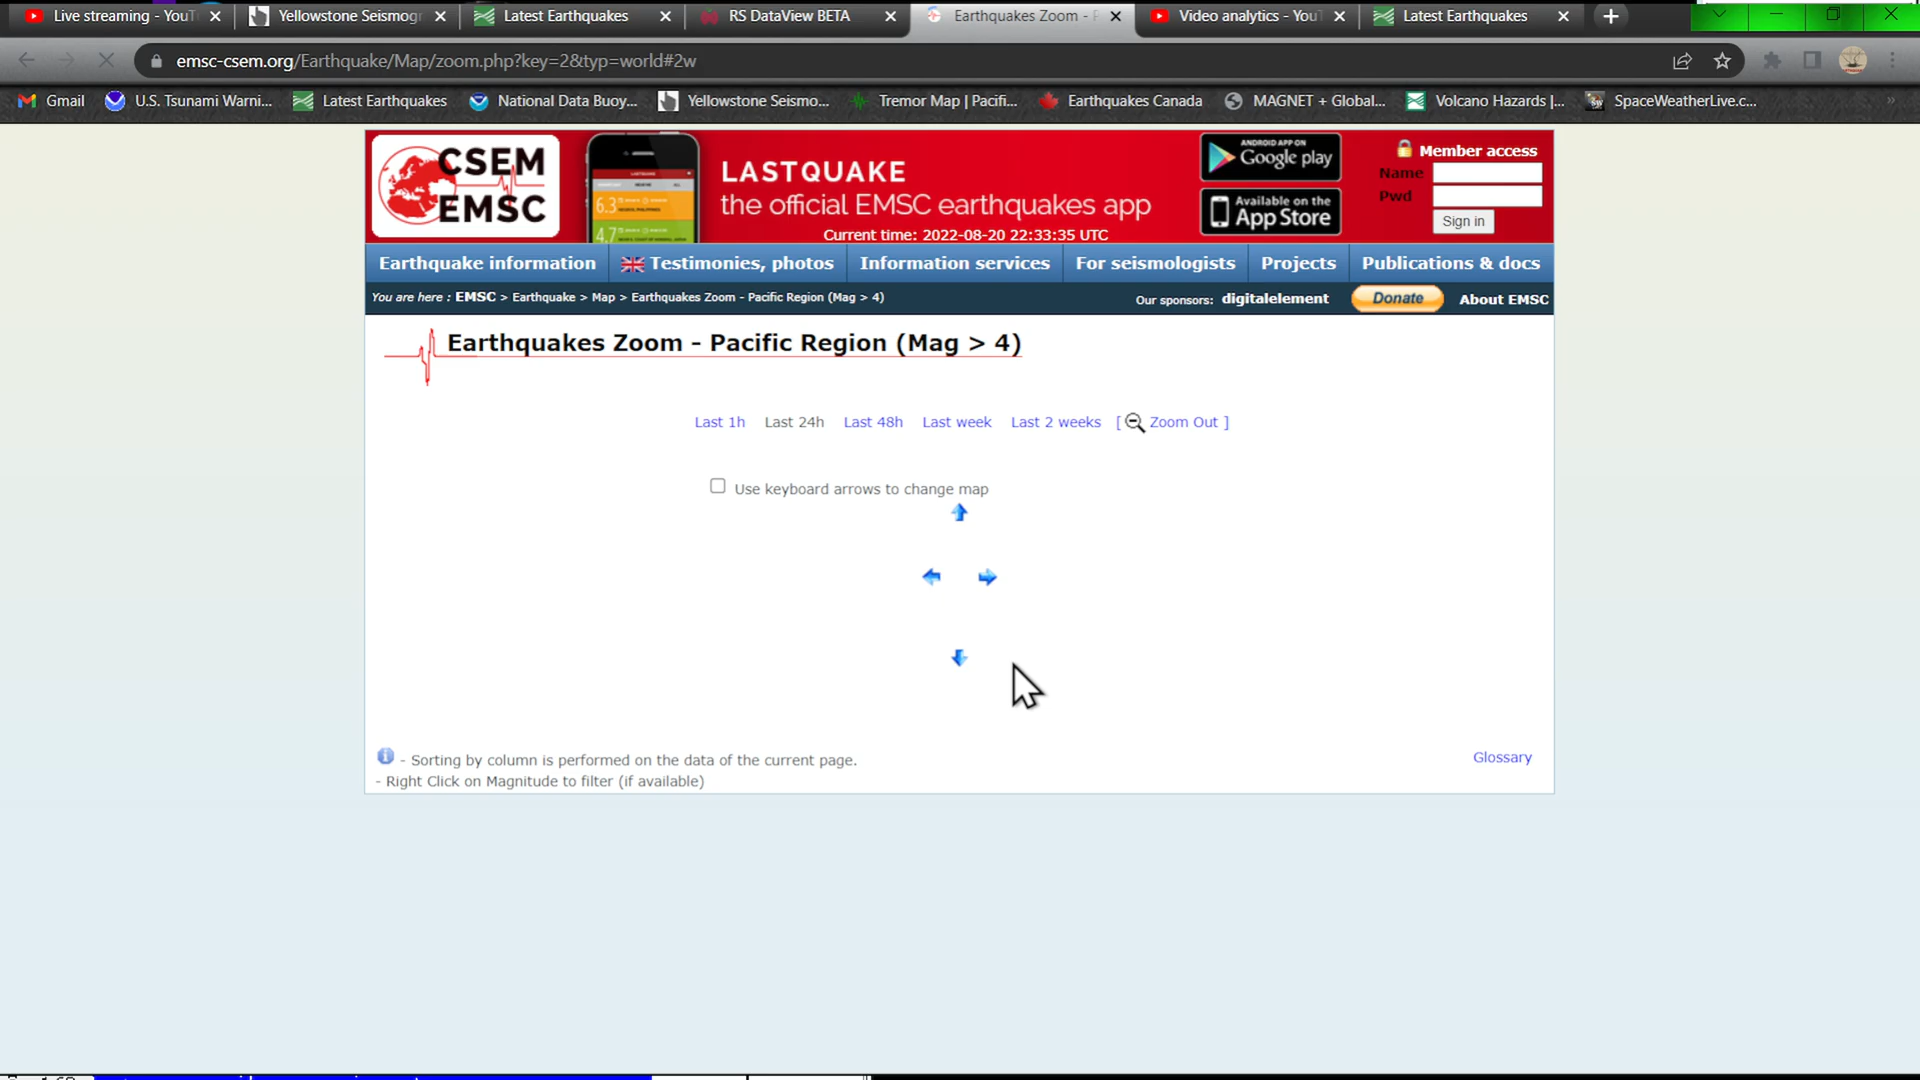 Live streaming - YouT
Yellowstone Seismogr
Latest Earthquakes
RS DataView BETA
Earthquakes Zoom - P
Video analytics - YouT
Latest Earthquakes
emsc-csem.org/Earthquake/Map/zoom.php?key=2&typ=world#2w
Gmail
U.S. Tsunami Warni...
Latest Earthquakes
National Data Buoy...
Yellowstone Seismo...
Tremor Map | Pacifi...
Earthquakes Canada
MAGNET + Global...
Volcano Hazards |...
SpaceWeatherLive.c...
»
CSEM
EMSC
LASTQUAKE
6.3
4.7
LASTQUAKE
the official EMSC earthquakes app
Current time: 2022-08-20 22:33:35 UTC
ANDROID APP ON
Google play
Available on the
App Store
Member access
Name
Pwd
Sign in
Earthquake information
Testimonies, photos
Information services
For seismologists
Projects
Publications & docs
You are here : EMSC > Earthquake > Map > Earthquakes Zoom - Pacific Region (Mag > 4)
Our sponsors: digitalelement
Donate
About EMSC
Earthquakes Zoom - Pacific Region (Mag > 4)
Last 1h Last 24h Last 48h Last week Last 2 weeks [ Zoom Out ]
Use keyboard arrows to change map
- Sorting by column is performed on the data of the current page.
- Right Click on Magnitude to filter (if available)
Glossary